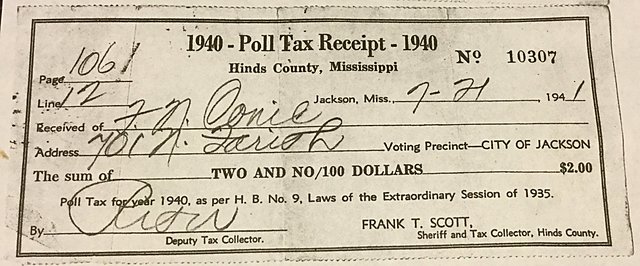 1940 - Poll Tax Receipt - 1940
Hinds County, Mississippi
No 10307
Page 1061
Line 12
Jackson, Miss., 7-21 1941
Received of
Address 701 N. Farish Voting Precinct—CITY OF JACKSON
The sum of TWO AND NO/100 DOLLARS $2.00
Poll Tax for year 1940, as per H. B. No. 9, Laws of the Extraordinary Session of 1935.
By
Deputy Tax Collector.
FRANK T. SCOTT,
Sheriff and Tax Collector, Hinds County.